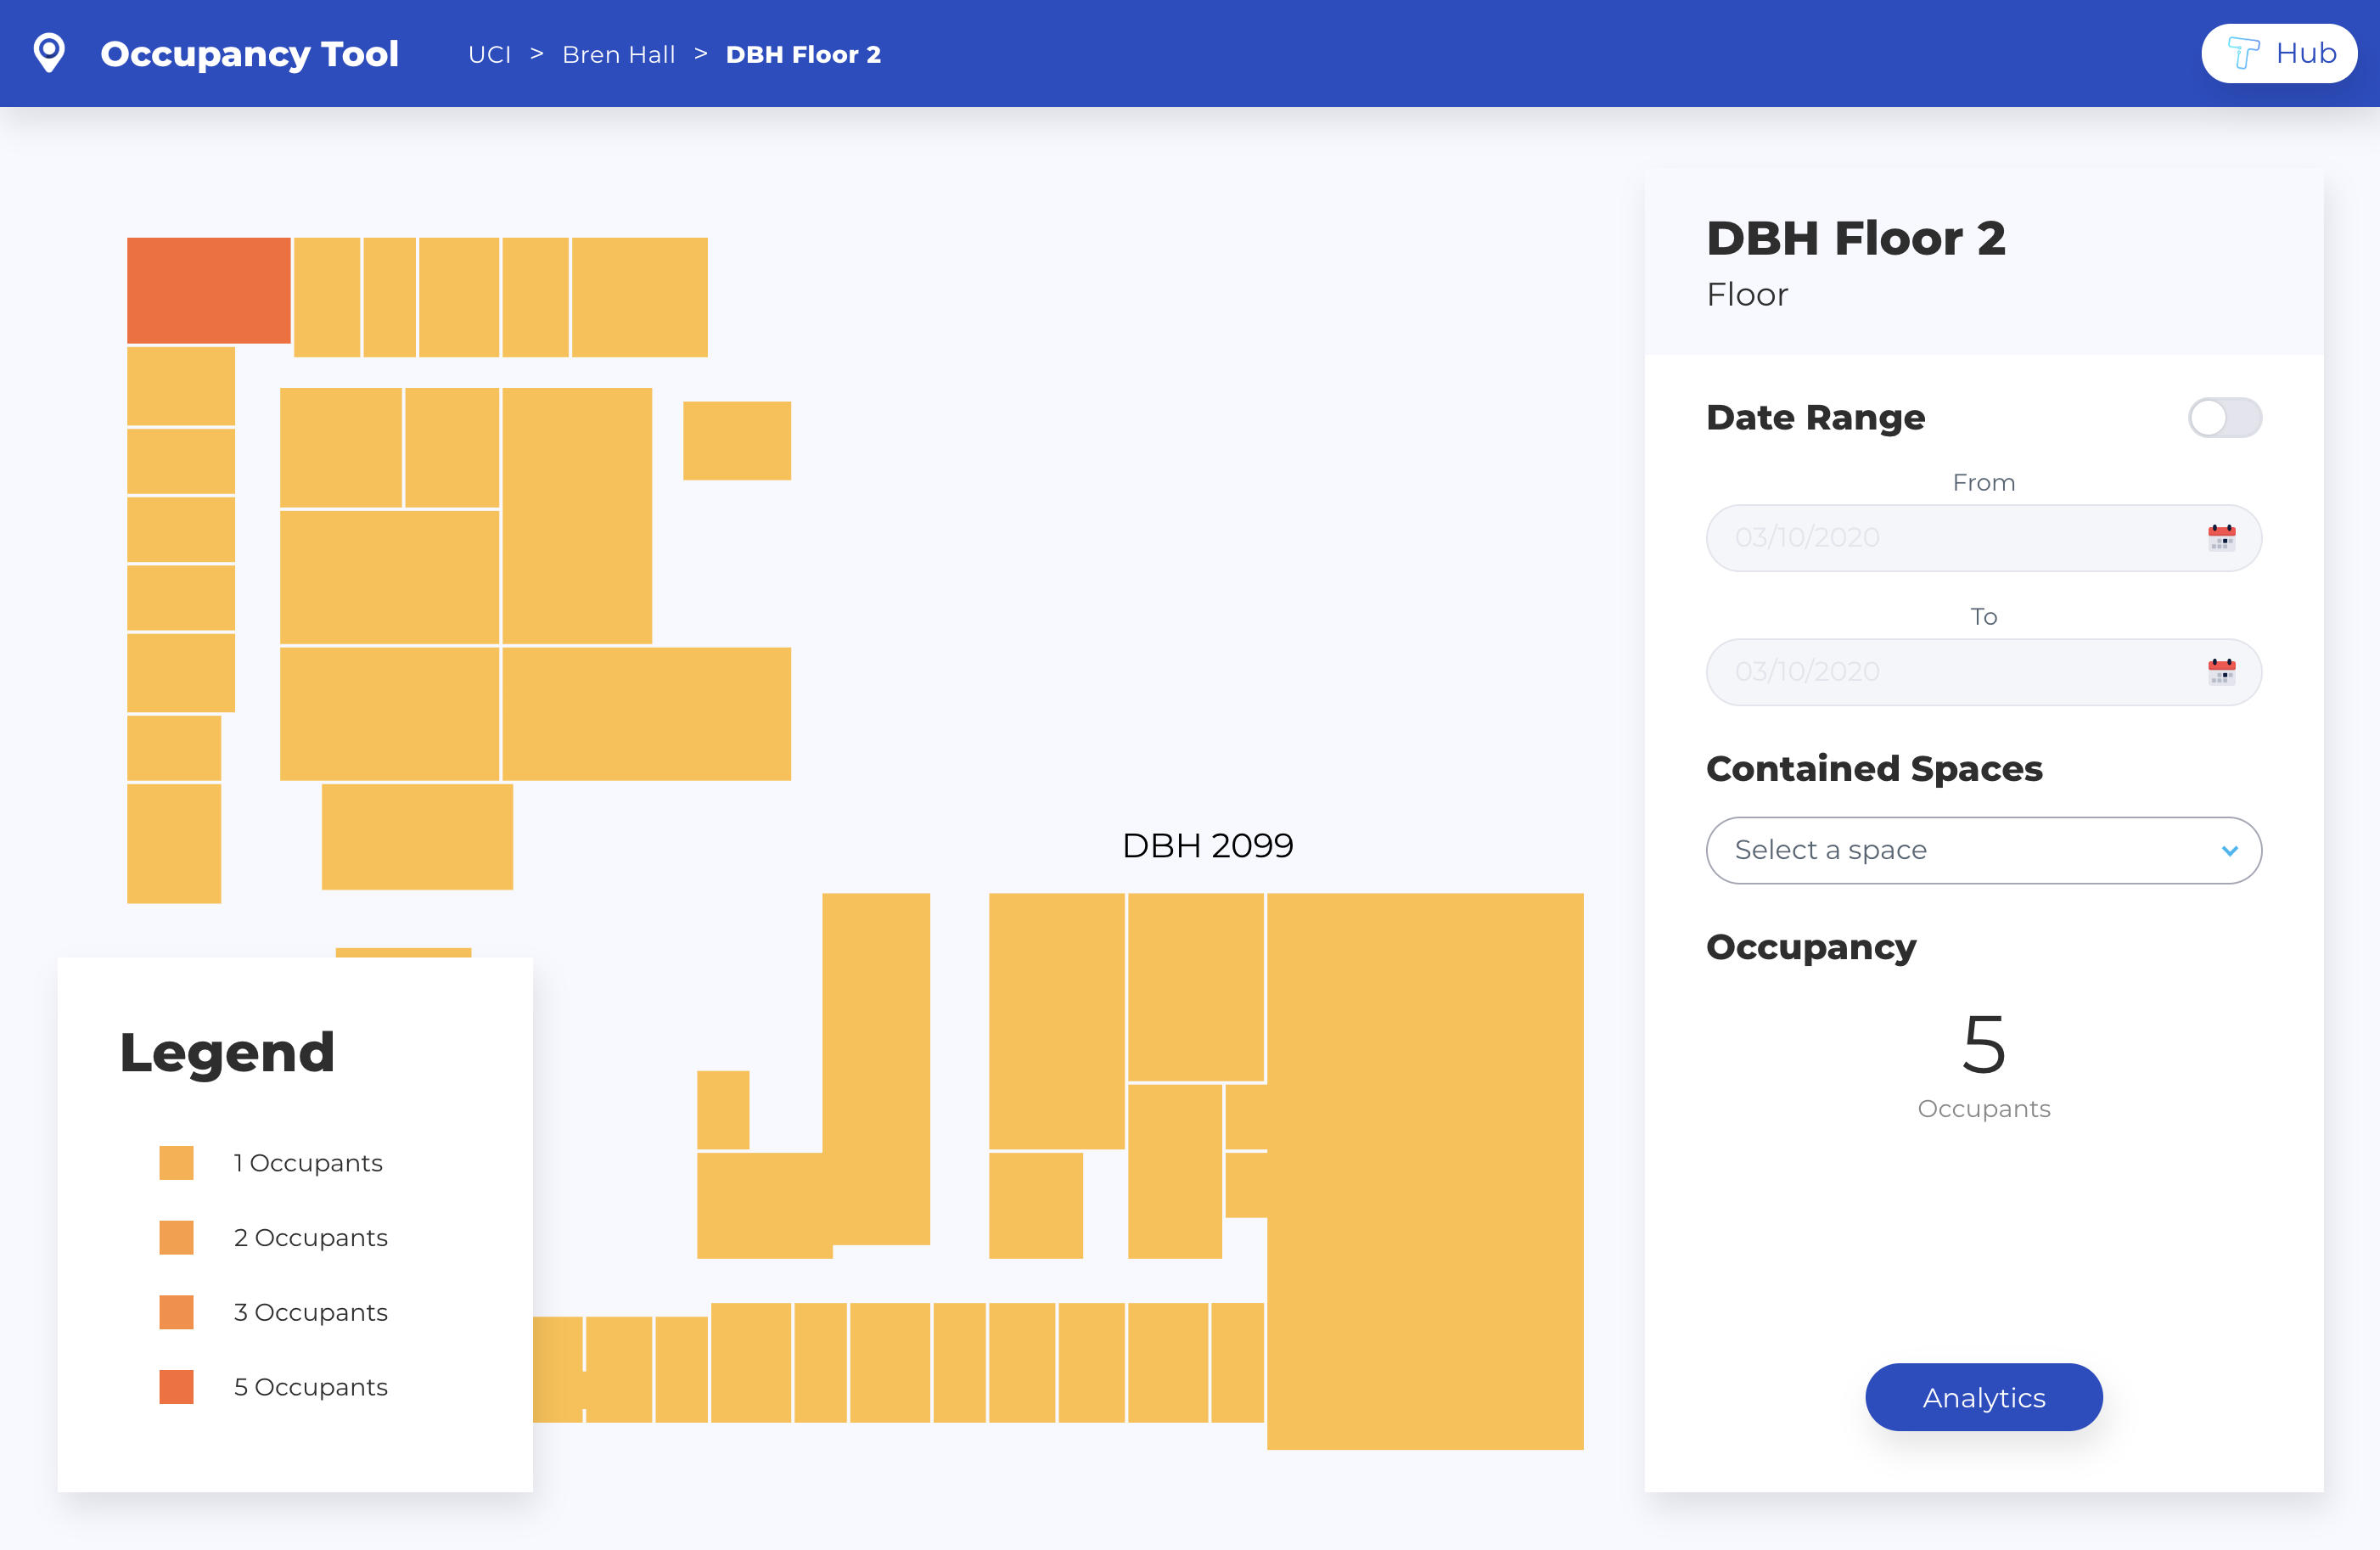 Occupancy Tool
UCI > Bren Hall > DBH Floor 2
Hub
DBH Floor 2
Floor
Date Range
From
03/10/2020
To
03/10/2020
Contained Spaces
Select a space
Occupancy
5
Occupants
Analytics
DBH 2099
Legend
1 Occupants
2 Occupants
3 Occupants
5 Occupants